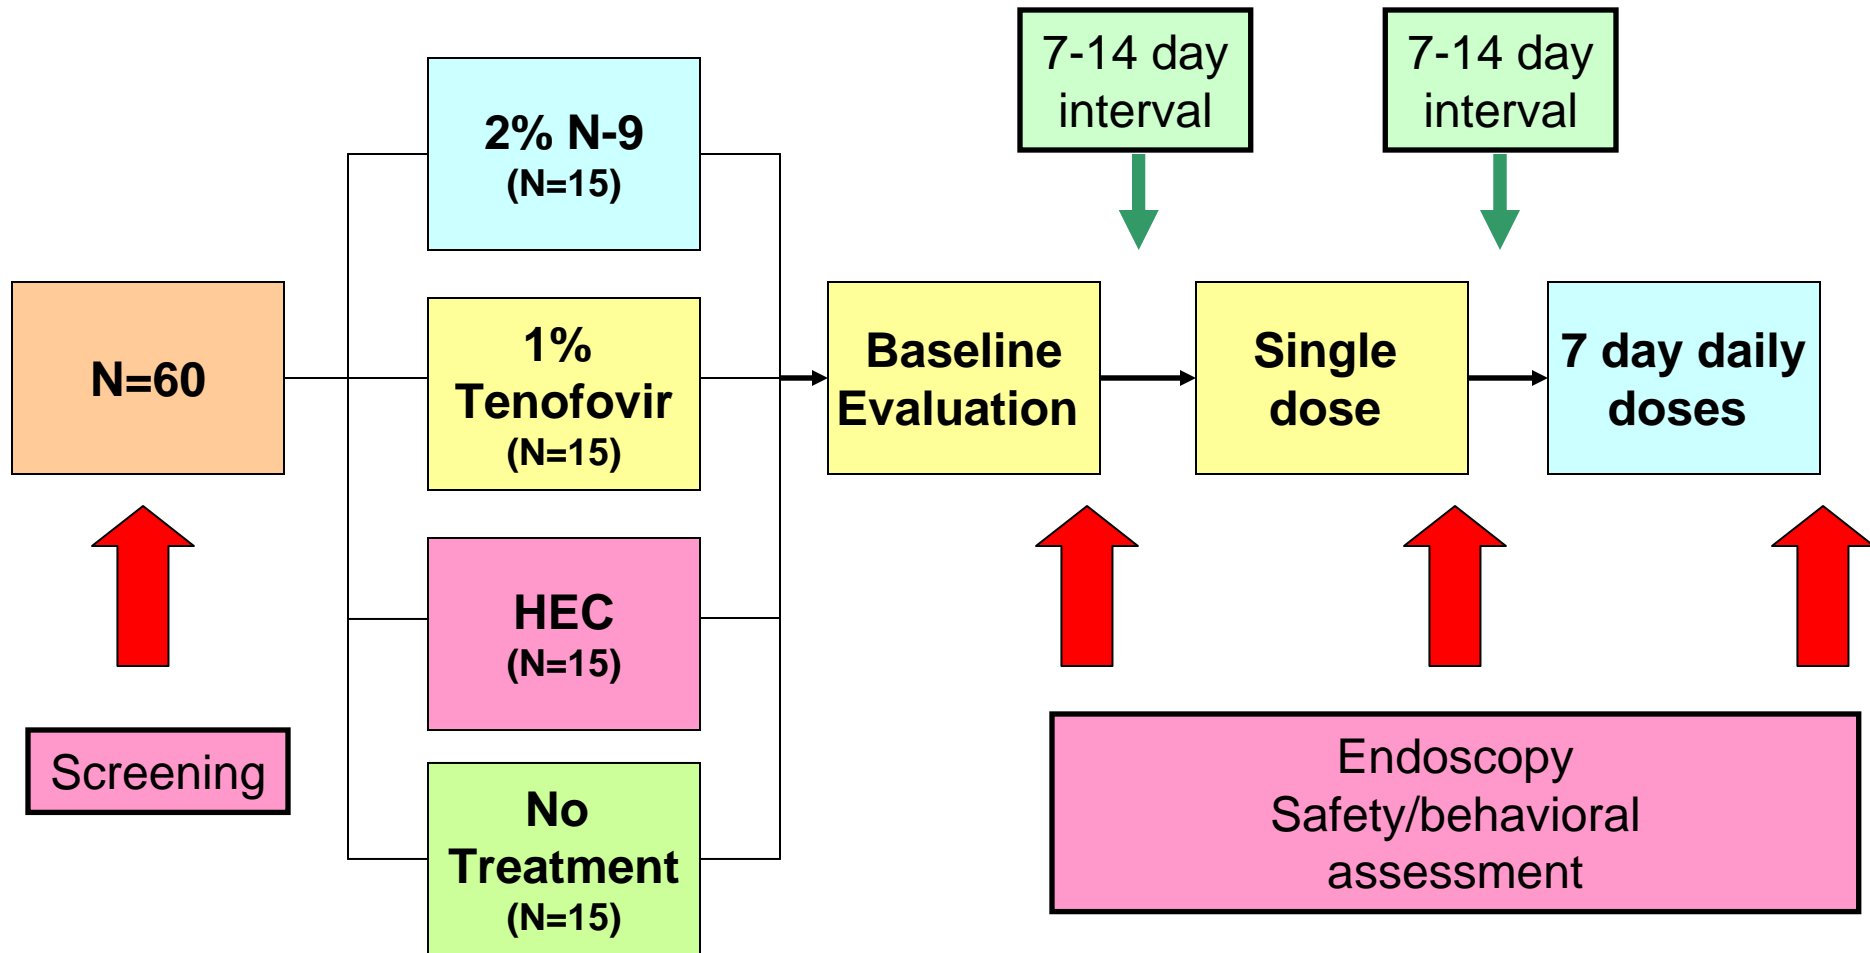 7-14 day
interval
7-14 day
interval
2% N-9
(N=15)
N=60
1%
Tenofovir
(N=15)
Baseline
Evaluation
Single
dose
7 day daily
doses
HEC
(N=15)
Screening
No
Treatment
(N=15)
Endoscopy
Safety/behavioral
assessment